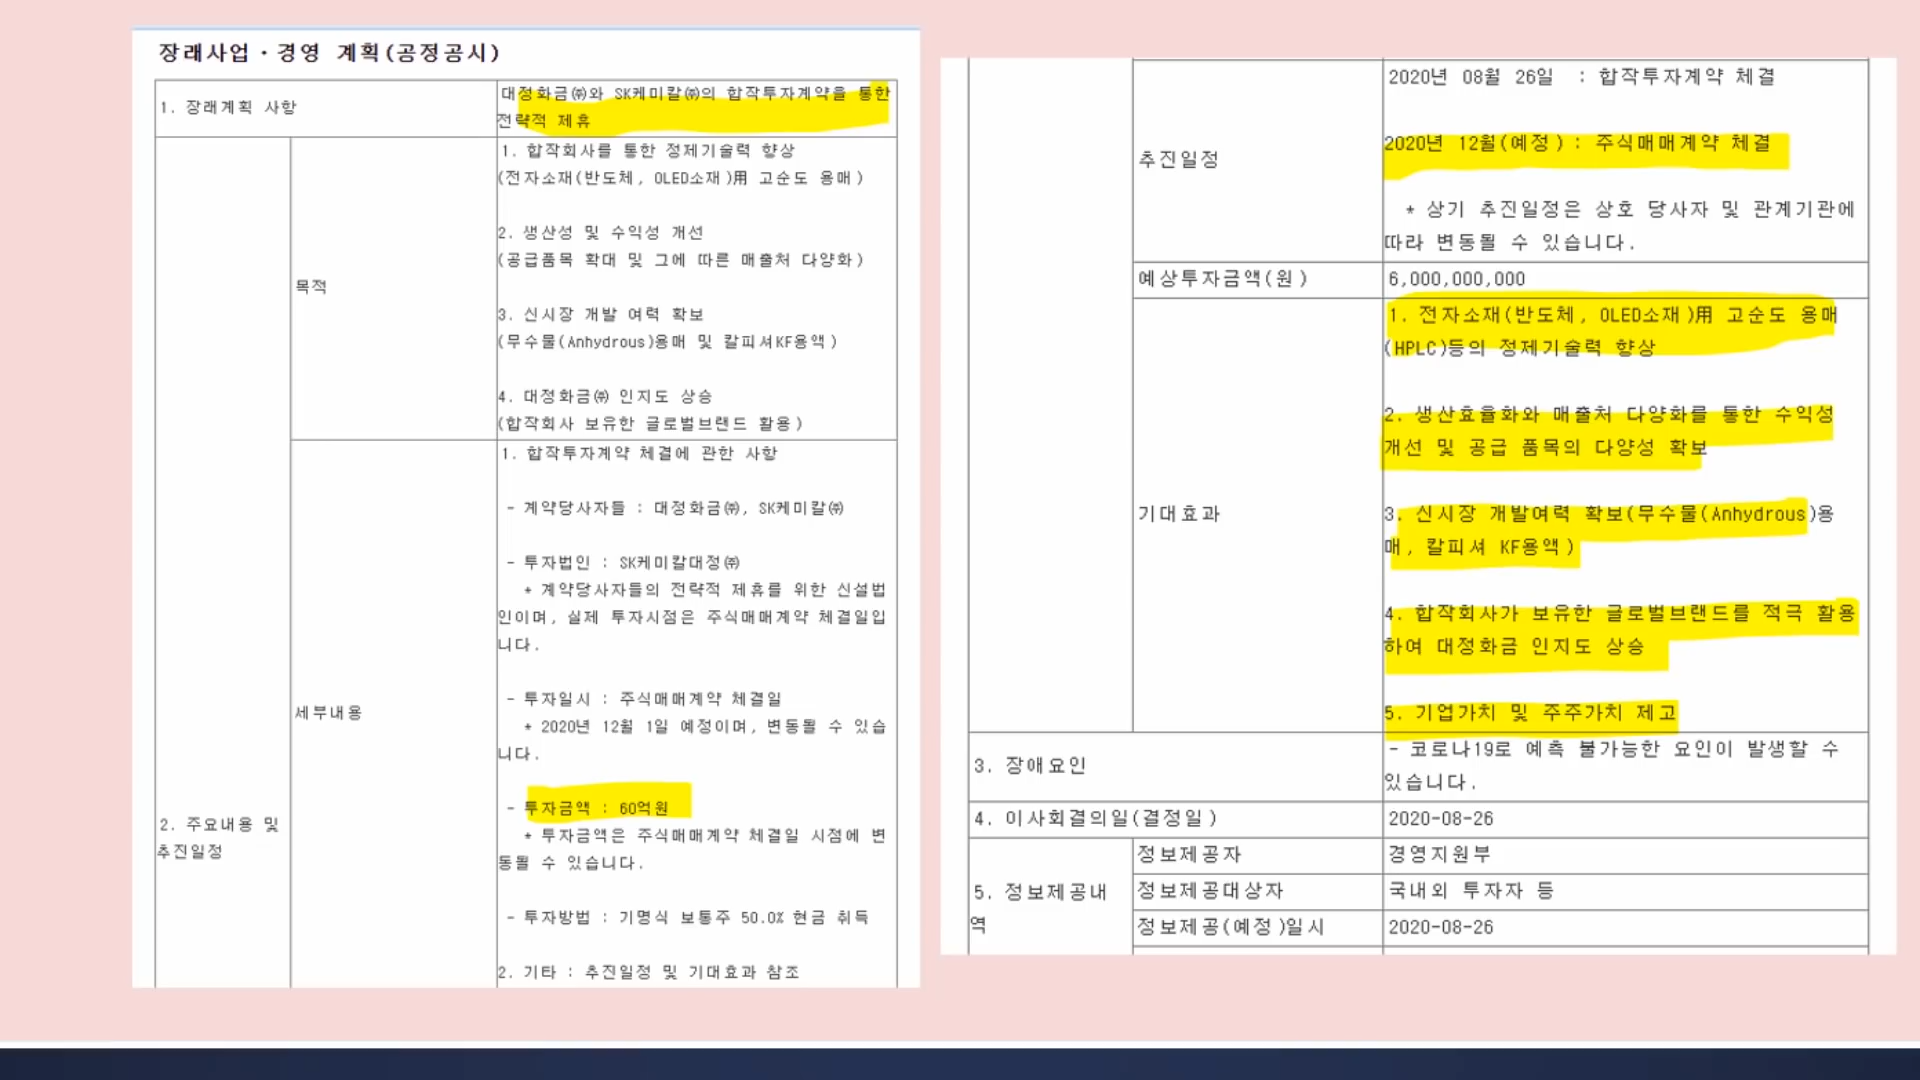 장래사업·경영 계획(공정공시)
1. 장래계획 사항
대정화금㈜와 SK케미칼㈜의 합작투자계약을 통한
전략적 제휴
2. 주요내용 및
추진일정
목적
1. 합작회사를 통한 정제기술력 향상
(전자소재(반도체, OLED소재)用 고순도 용매)
2. 생산성 및 수익성 개선
(공급품목 확대 및 그에 따른 매출처 다양화)
3. 신시장 개발 여력 확보
(무수물(Anhydrous)용매 및 칼피셔KF용액)
4. 대정화금㈜ 인지도 상승
(합작회사 보유한 글로벌브랜드 활용)
세부내용
1. 합작투자계약 체결에 관한 사항
- 계약당사자들 : 대정화금㈜, SK케미칼㈜
- 투자법인 : SK케미칼대정㈜
* 계약당사자들의 전략적 제휴를 위한 신설법
인이며, 실제 투자시점은 주식매매계약 체결일입
니다.
- 투자일시 : 주식매매계약 체결일
* 2020년 12월 1일 예정이며, 변동될 수 있습
니다.
- 투자금액 : 60억원
* 투자금액은 주식매매계약 체결일 시점에 변
동될 수 있습니다.
- 투자방법 : 기명식 보통주 50.0% 현금 취득
2. 기타 : 추진일정 및 기대효과 참조
추진일정
2020년 08월 26일 : 합작투자계약 체결
2020년 12월(예정) : 주식매매계약 체결
* 상기 추진일정은 상호 당사자 및 관계기관에
따라 변동될 수 있습니다.
예상투자금액(원)
6,000,000,000
기대효과
1. 전자소재(반도체, OLED소재)用 고순도 용매
(HPLC)등의 정제기술력 향상
2. 생산효율화와 매출처 다양화를 통한 수익성
개선 및 공급 품목의 다양성 확보
3. 신시장 개발여력 확보(무수물(Anhydrous)용
매, 칼피셔 KF용액)
4. 합작회사가 보유한 글로벌브랜드를 적극 활용
하여 대정화금 인지도 상승
5. 기업가치 및 주주가치 제고
3. 장애요인
- 코로나19로 예측 불가능한 요인이 발생할 수
있습니다.
4. 이사회결의일(결정일)
2020-08-26
5. 정보제공내
역
정보제공자
경영지원부
정보제공대상자
국내외 투자자 등
정보제공(예정)일시
2020-08-26